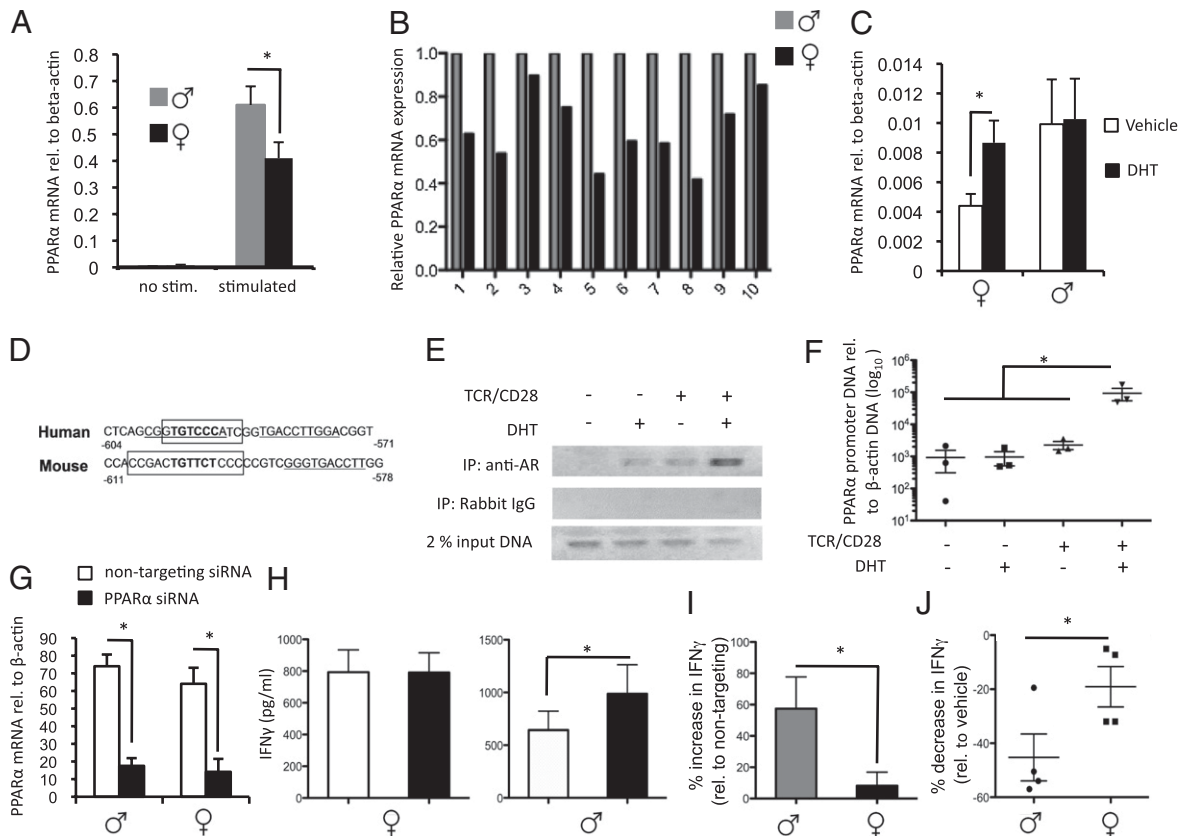 A
PPARα mRNA rel. to beta-actin
0.8
0.7
0.6
0.5
0.4
0.3
0.2
0.1
0
♂
♀
*
no stim.
stimulated
B
♂
♀
Relative PPARα mRNA expression
1.0
0.8
0.6
0.4
0.2
0.0
1 2 3 4 5 6 7 8 9 10
C
PPARα mRNA rel. to beta-actin
0.014
0.012
0.01
0.008
0.006
0.004
0.002
0
*
Vehicle
DHT
♀ ♂
D
Human CTCAGCGGTGTCCCATCGGTGACCTTGGACGGT
-604 -571
Mouse CCACCGACTGTTCTCCCCCGTCGGGTGACCTTGG
-611 -578
E
TCR/CD28 - - + +
DHT - + - +
IP: anti-AR
IP: Rabbit IgG
2 % input DNA
F
PPARα promoter DNA rel.
to β-actin DNA (log10 )
10^6
10^5
10^4
10^3
10^2
10^1
*
TCR/CD28 - - + +
DHT - + - +
G
non-targeting siRNA
PPARα siRNA
PPARα mRNA rel. to β-actin
90
80
70
60
50
40
30
20
10
0
* *
♂ ♀
H
IFNγ (pg/ml)
1000
800
600
400
200
0
♀
1500
1000
500
0
*
♂
I
% increase in IFNγ
(rel. to non-targeting)
100
80
60
40
20
0
*
♂ ♀
J
% decrease in IFNγ
(rel. to vehicle)
0
-20
-40
-60
*
♂ ♀